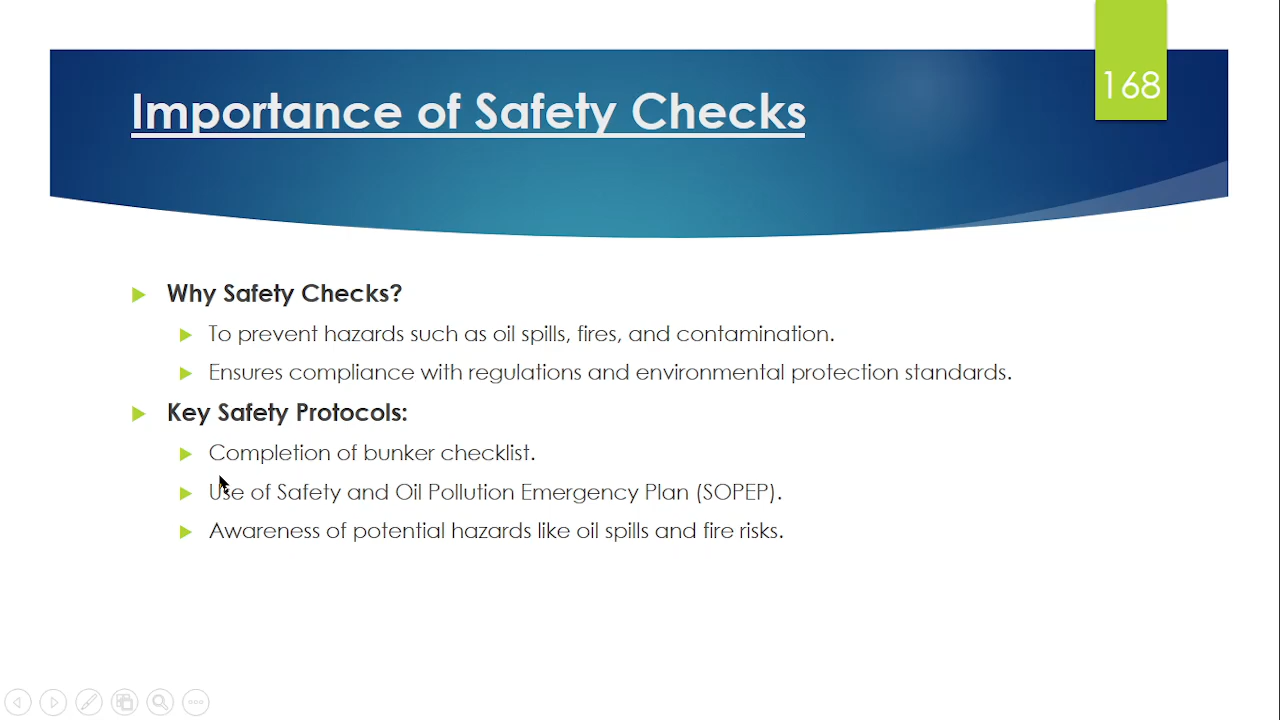 168
Importance of Safety Checks
Why Safety Checks?
To prevent hazards such as oil spills, fires, and contamination.
Ensures compliance with regulations and environmental protection standards.
Key Safety Protocols:
Completion of bunker checklist.
Use of Safety and Oil Pollution Emergency Plan (SOPEP).
Awareness of potential hazards like oil spills and fire risks.